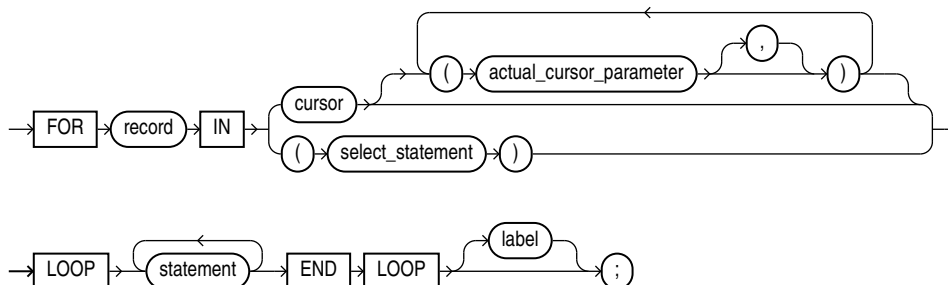 ,
( actual_cursor_parameter )
cursor
FOR record IN
( select_statement )
label
LOOP statement END LOOP ;